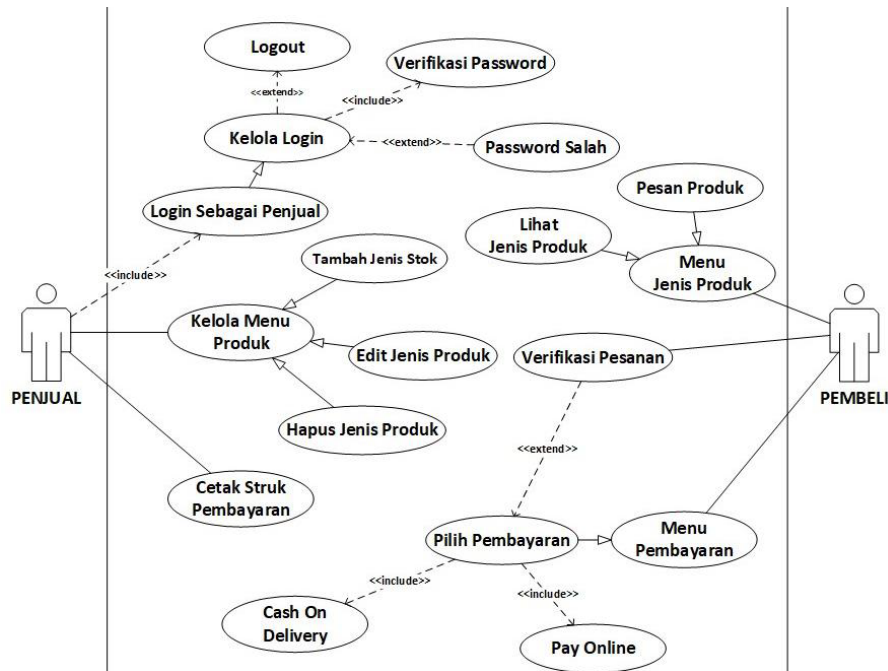 Logout
Verifikasi Password
<<extend>>
<<include>>
Kelola Login
<<extend>>
Password Salah
Pesan Produk
Login Sebagai Penjual
Lihat
Jenis Produk
Menu
Jenis Produk
Tambah Jenis Stok
<<include>>
Kelola Menu
Produk
Edit Jenis Produk
Verifikasi Pesanan
PENJUAL
PEMBELI
Hapus Jenis Produk
<<extend>>
Cetak Struk
Pembayaran
Pilih Pembayaran
Menu
Pembayaran
<<include>>
<<include>>
Cash On
Delivery
Pay Online